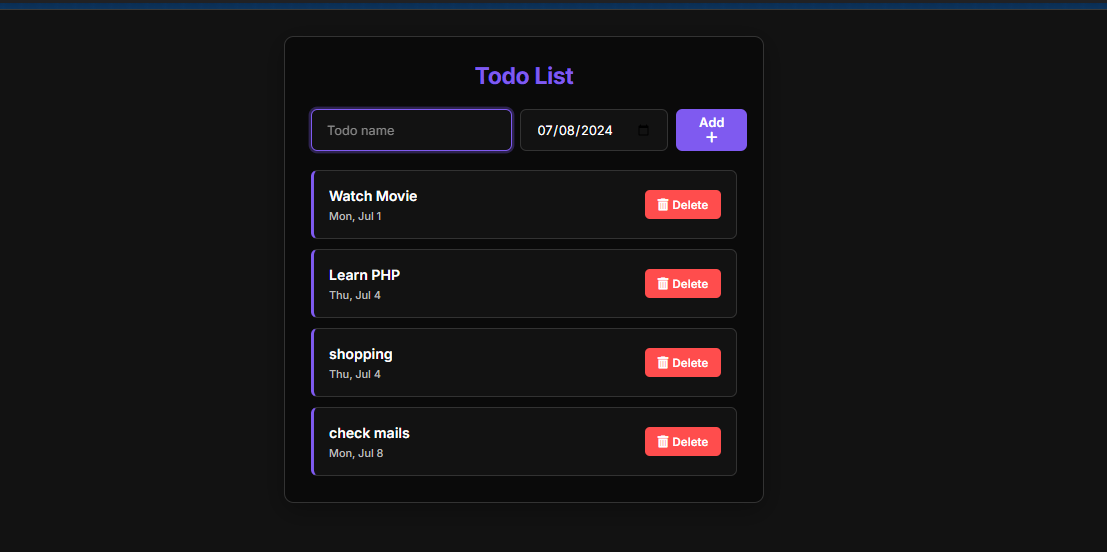 Todo List
Todo name
07/08/2024
Add
+
Watch Movie
Mon, Jul 1
Delete
Learn PHP
Thu, Jul 4
Delete
shopping
Thu, Jul 4
Delete
check mails
Mon, Jul 8
Delete